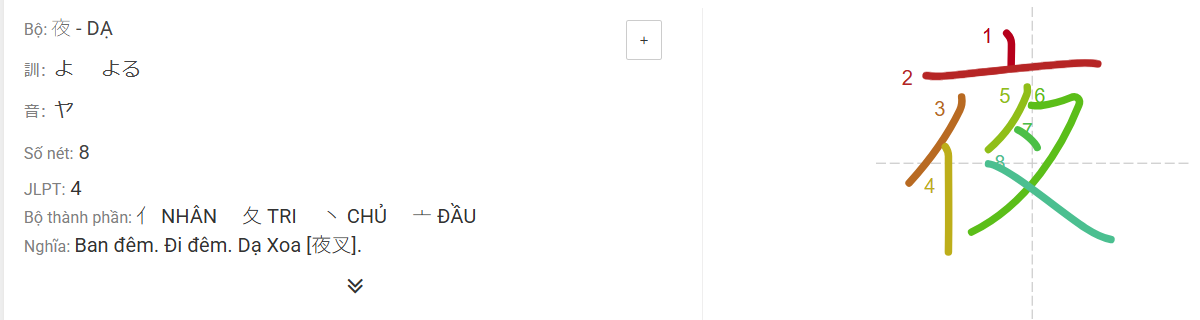 Bộ: 夜 - DẠ
訓: よ よる
音: ヤ
Số nét: 8
JLPT: 4
Bộ thành phần: 亻 NHÂN 夂 TRI 丶 CHỦ 亠 ĐẦU
Nghĩa: Ban đêm. Đi đêm. Dạ Xoa [夜叉].
+
夜
1
2
3
4
5
6
7
8